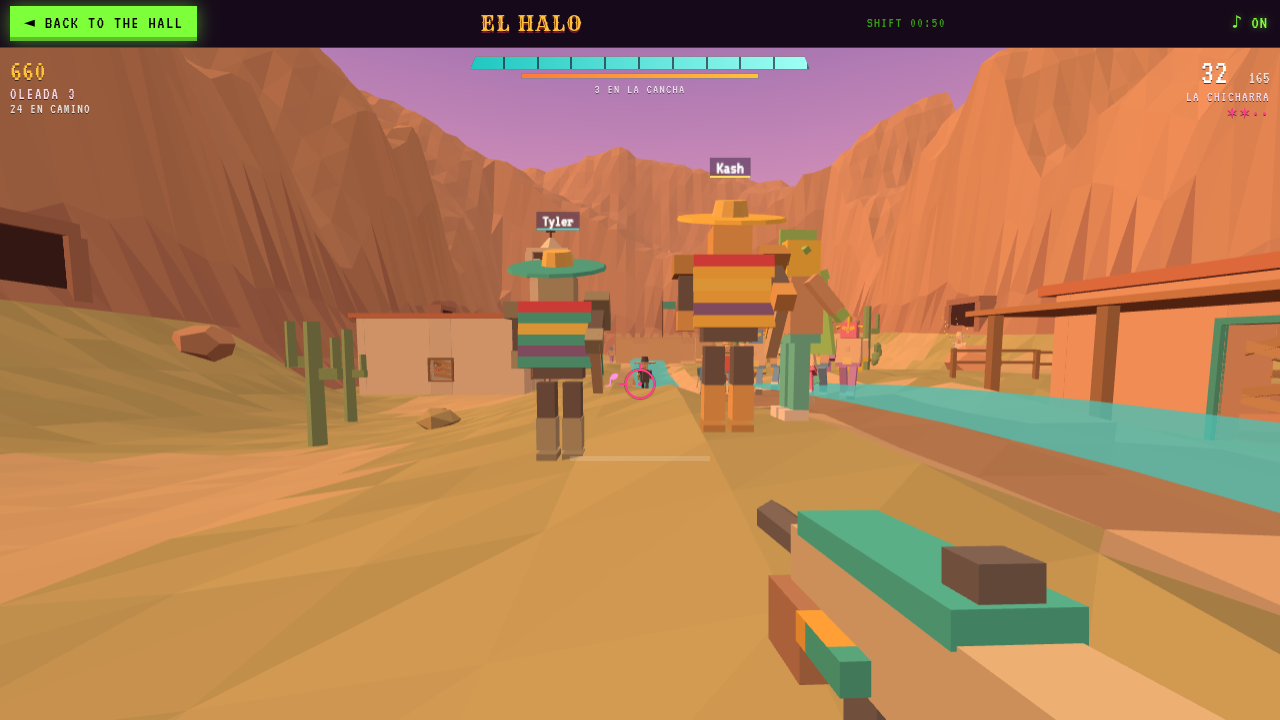 ◄ BACK TO THE HALL
EL HALO
SHIFT 00:50
♪ ON
660
OLEADA 3
24 EN CAMINO
3 EN LA CANCHA
32 165
LA CHICHARRA
Kash
Tyler